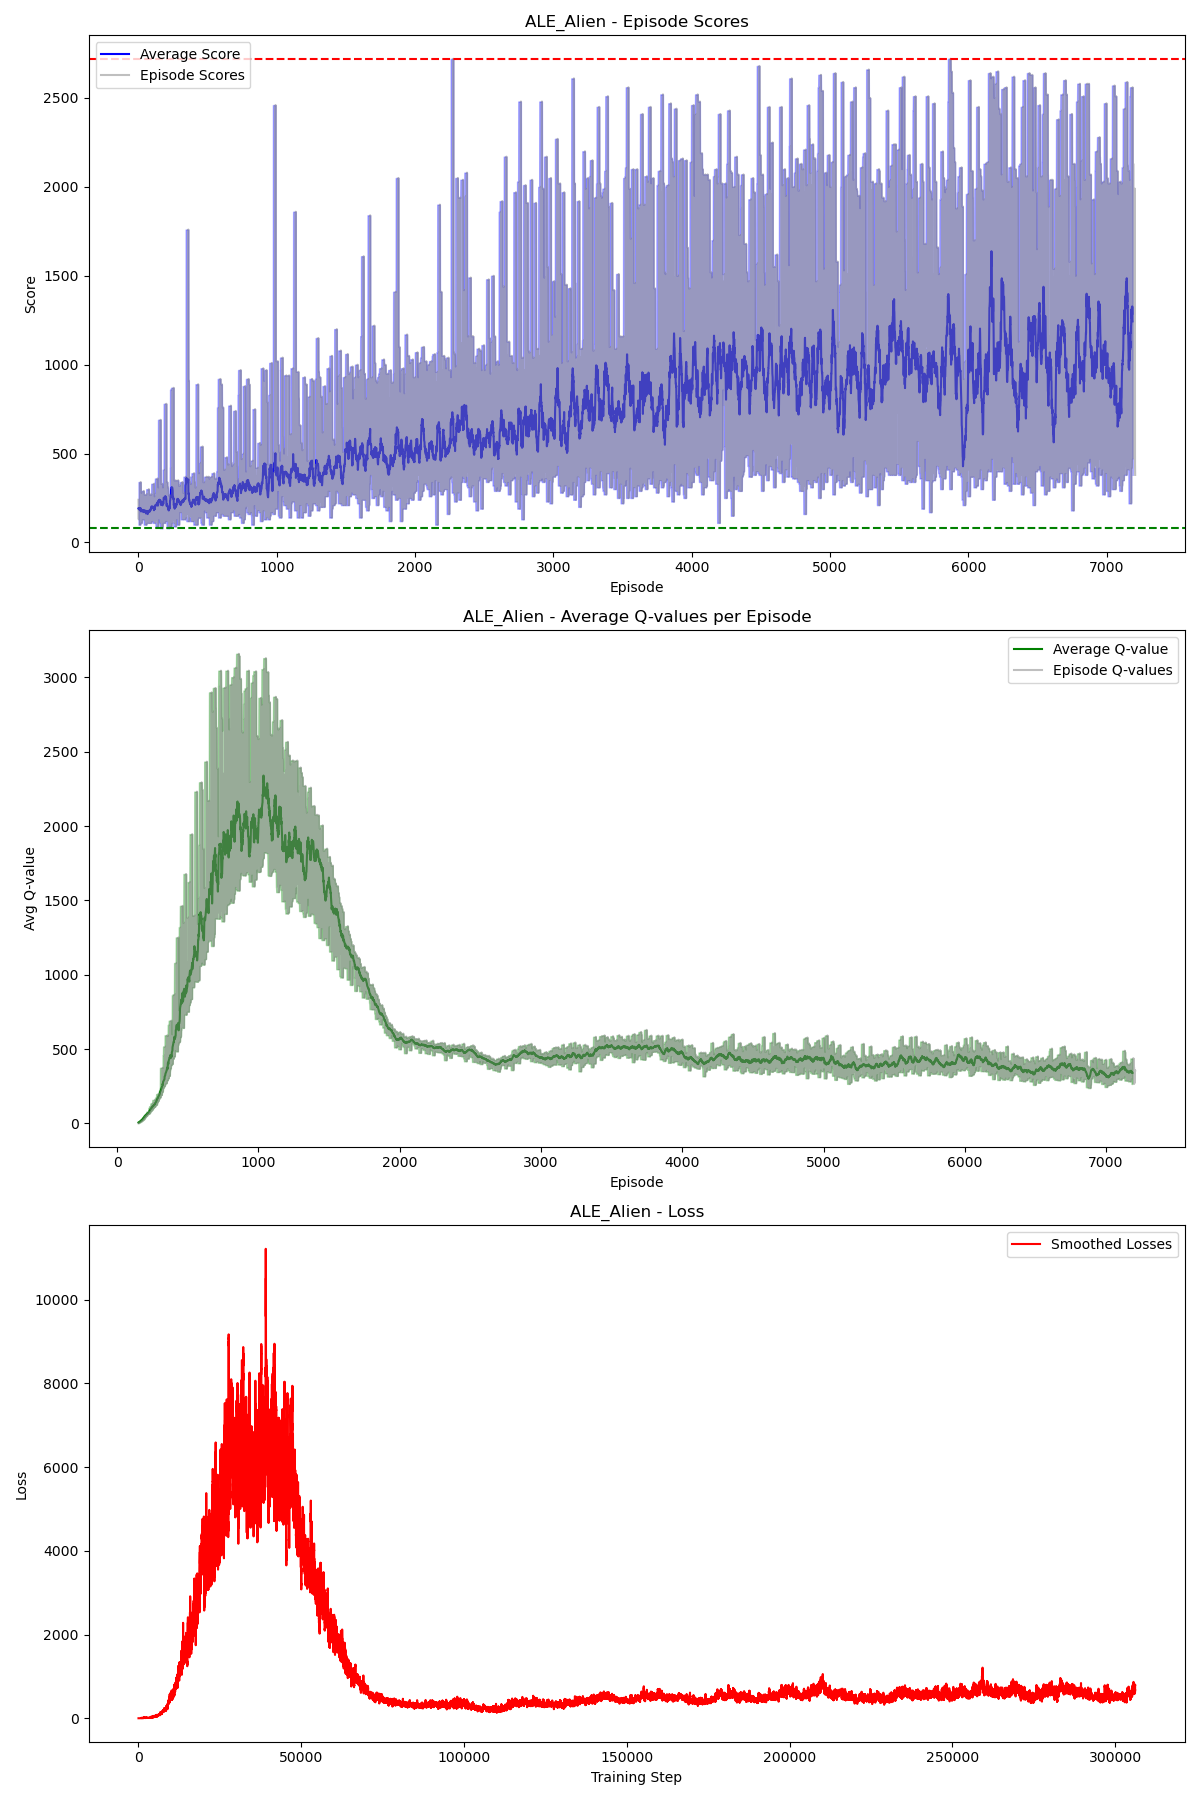 ALE_Alien - Episode Scores
Average Score
Episode Scores
Score
2500
2000
1500
1000
500
0
0 1000 2000 3000 4000 5000 6000 7000
Episode
ALE_Alien - Average Q-values per Episode
Average Q-value
Episode Q-values
Avg Q-value
3000
2500
2000
1500
1000
500
0
0 1000 2000 3000 4000 5000 6000 7000
Episode
ALE_Alien - Loss
Smoothed Losses
Loss
10000
8000
6000
4000
2000
0
0 50000 100000 150000 200000 250000 300000
Training Step